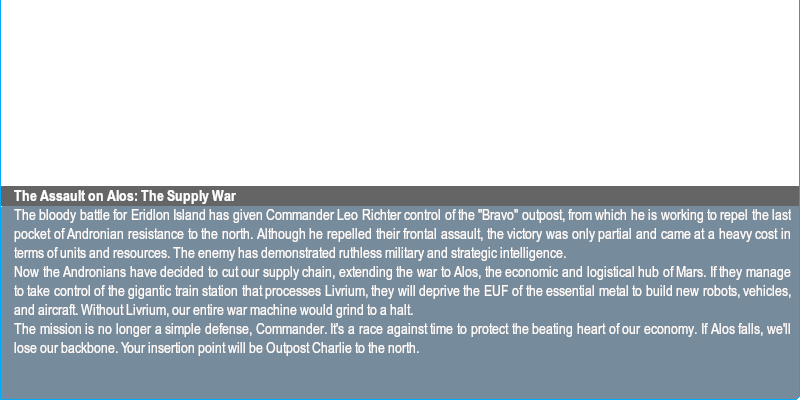 The Assault on Alos: The Supply War
The bloody battle for Eridlon Island has given Commander Leo Richter control of the "Bravo" outpost, from which he is working to repel the last
pocket of Andronian resistance to the north. Although he repelled their frontal assault, the victory was only partial and came at a heavy cost in
terms of units and resources. The enemy has demonstrated ruthless military and strategic intelligence.
Now the Andronians have decided to cut our supply chain, extending the war to Alos, the economic and logistical hub of Mars. If they manage
to take control of the gigantic train station that processes Livrium, they will deprive the EUF of the essential metal to build new robots, vehicles,
and aircraft. Without Livrium, our entire war machine would grind to a halt.
The mission is no longer a simple defense, Commander. It's a race against time to protect the beating heart of our economy. If Alos falls, we'll
lose our backbone. Your insertion point will be Outpost Charlie to the north.